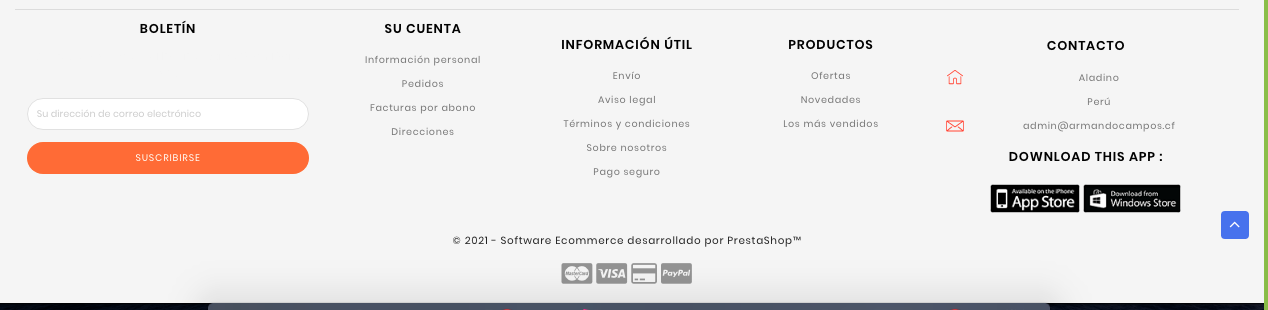 BOLETÍN
Su dirección de correo electrónico
SUSCRIBIRSE
SU CUENTA
Información personal
Pedidos
Facturas por abono
Direcciones
INFORMACIÓN ÚTIL
Envío
Aviso legal
Términos y condiciones
Sobre nosotros
Pago seguro
PRODUCTOS
Ofertas
Novedades
Los más vendidos
CONTACTO
Aladino
Perú
admin@armandocampos.cf
DOWNLOAD THIS APP :
Available on the iPhone
App Store
Download from
Windows Store
© 2021 - Software Ecommerce desarrollado por PrestaShop™
MasterCard
VISA
PayPal